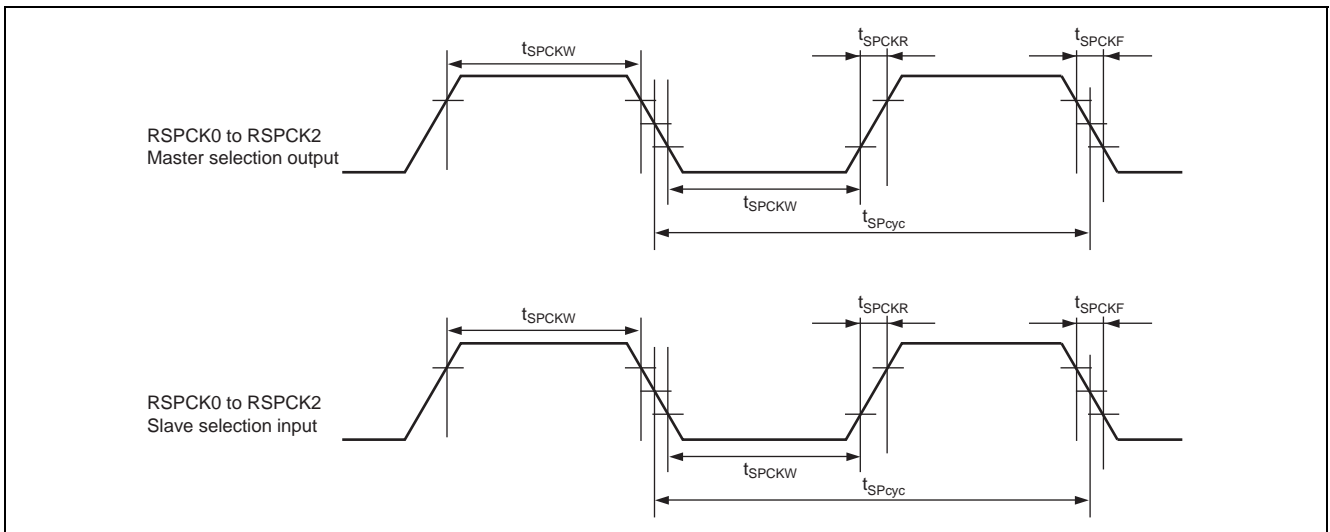 tSPCKW
tSPCKR
tSPCKF
RSPCK0 to RSPCK2
Master selection output
tSPCKW
tSPcyc
tSPCKW
tSPCKR
tSPCKF
RSPCK0 to RSPCK2
Slave selection input
tSPCKW
tSPcyc